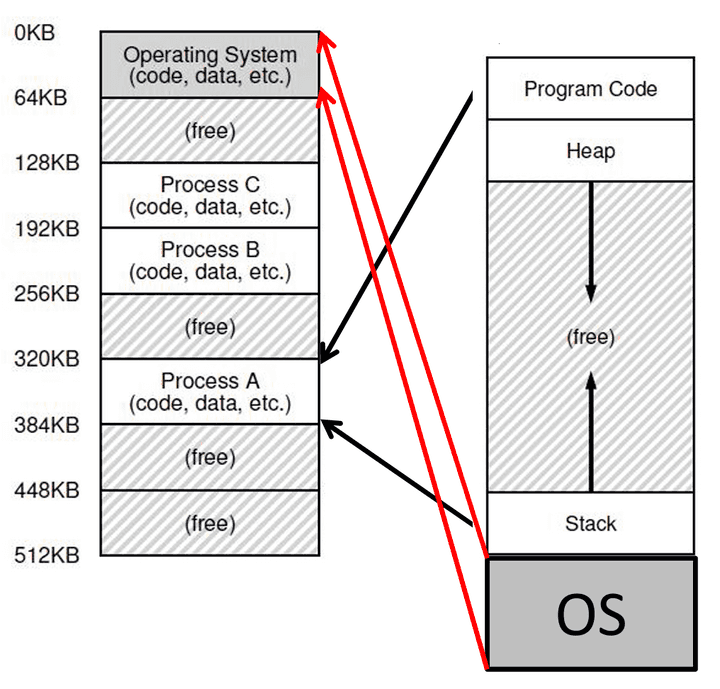 0KB
Operating System
(code, data, etc.)
64KB
(free)
128KB
Process C
(code, data, etc.)
192KB
Process B
(code, data, etc.)
256KB
(free)
320KB
Process A
(code, data, etc.)
384KB
(free)
448KB
(free)
512KB
Program Code
Heap
(free)
Stack
OS